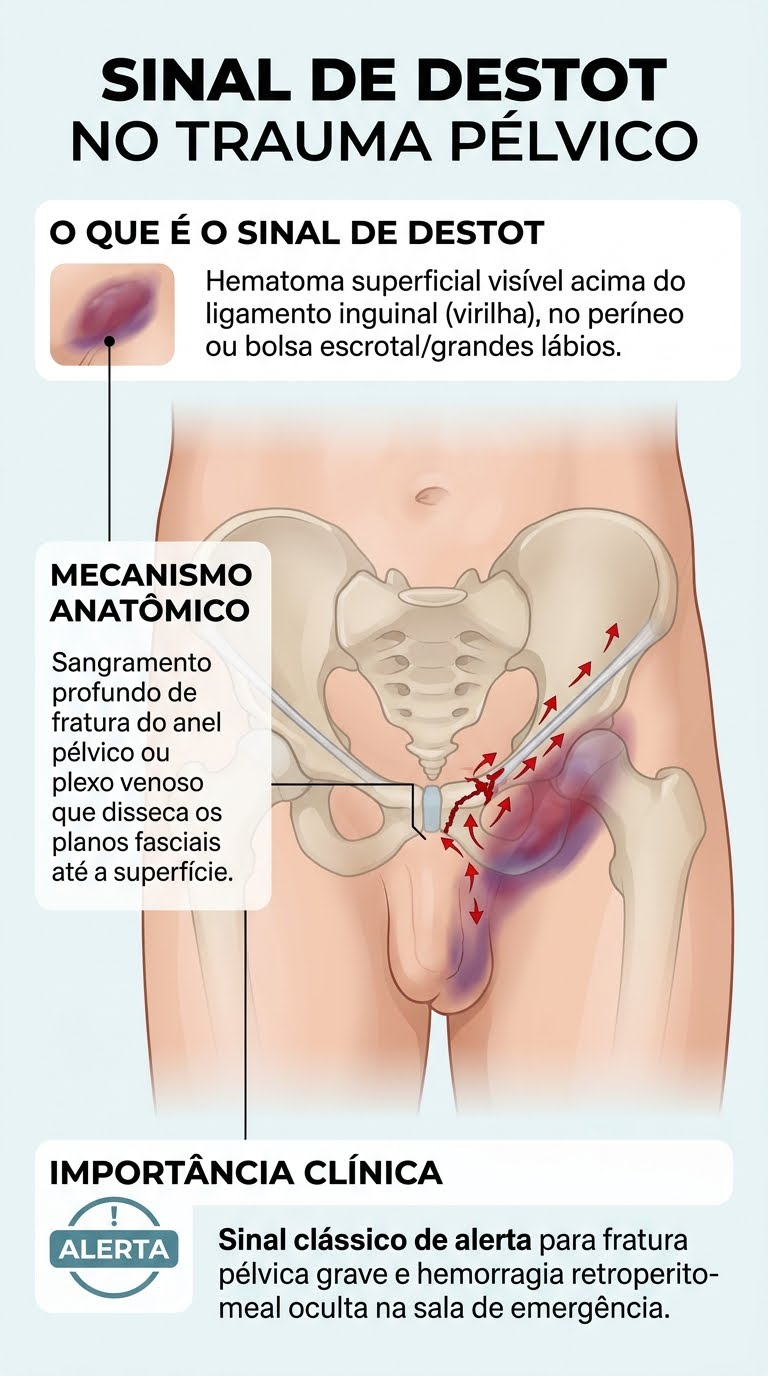 SINAL DE DESTOT
NO TRAUMA PÉLVICO
O QUE É O SINAL DE DESTOT
Hematoma superficial visível acima do
ligamento inguinal (virilha), no períneo
ou bolsa escrotal/grandes lábios.
MECANISMO
ANATÔMICO
Sangramento
profundo de
fratura do anel
pélvico ou
plexo venoso
que disseca os
planos fasciais
até a superfície.
IMPORTÂNCIA CLÍNICA
!
ALERTA
Sinal clássico de alerta para fratura
pélvica grave e hemorragia retroperito-
meal oculta na sala de emergência.